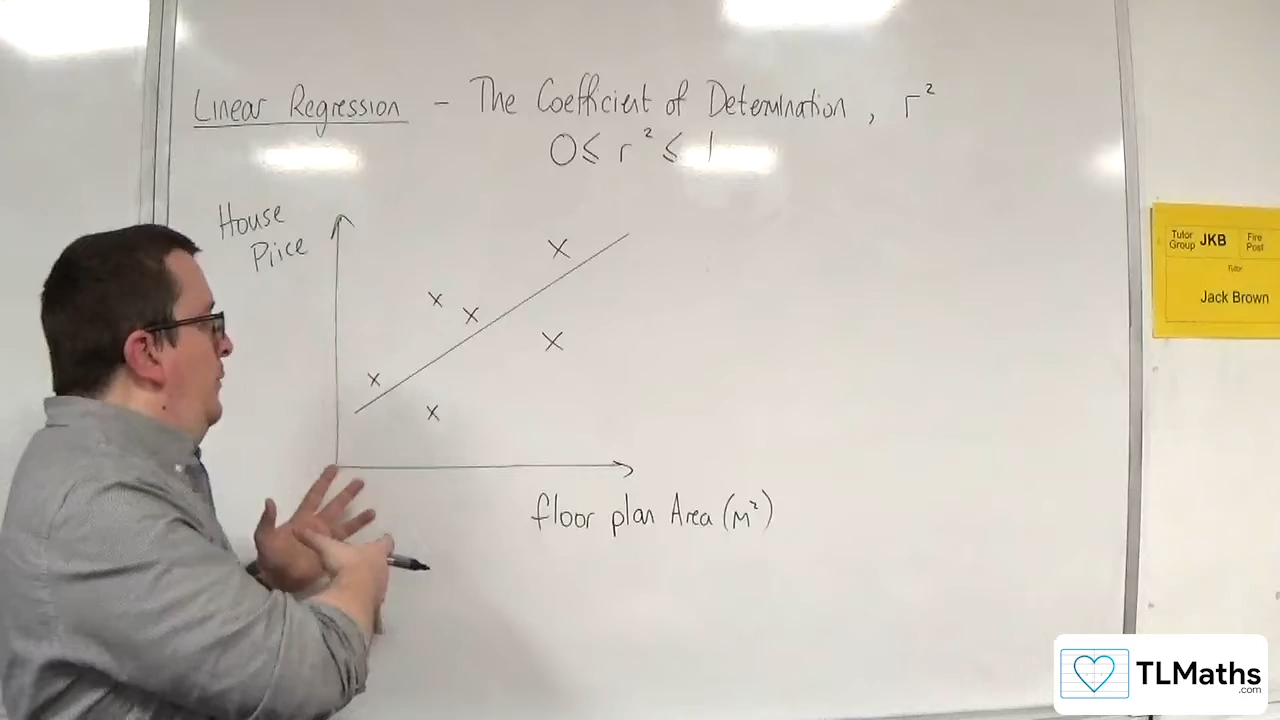 Linear Regression - The Coefficient of Determination, r²
0 ≤ r² ≤ 1
House
Price
floor plan Area (m²)
Tutor
Group JKB Fire
Post
Tutor
Jack Brown
TLMaths
.com